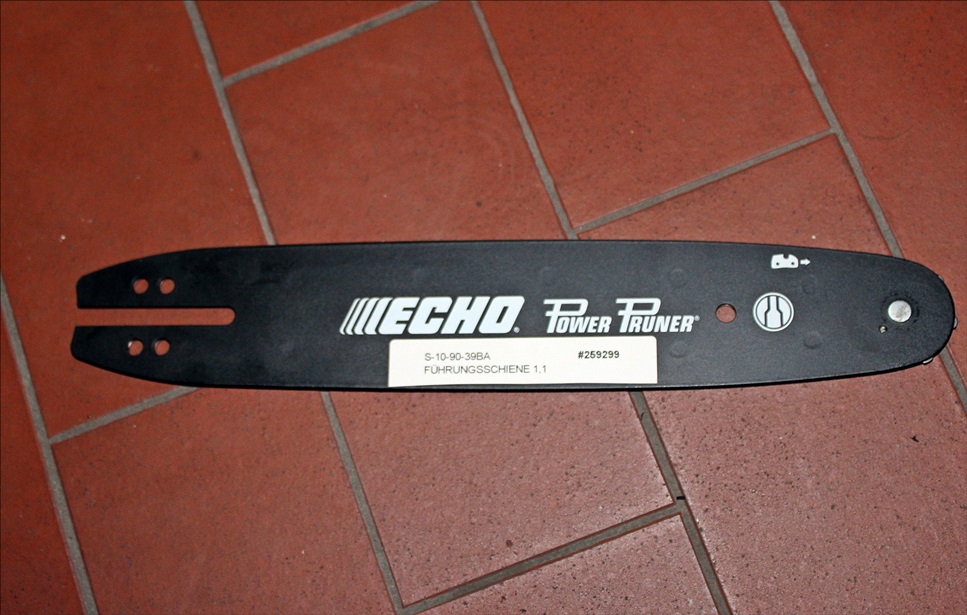 ECHO® POWER PRUNER®
S-10-90-39BA #259299
FÜHRUNGSSCHIENE 1,1